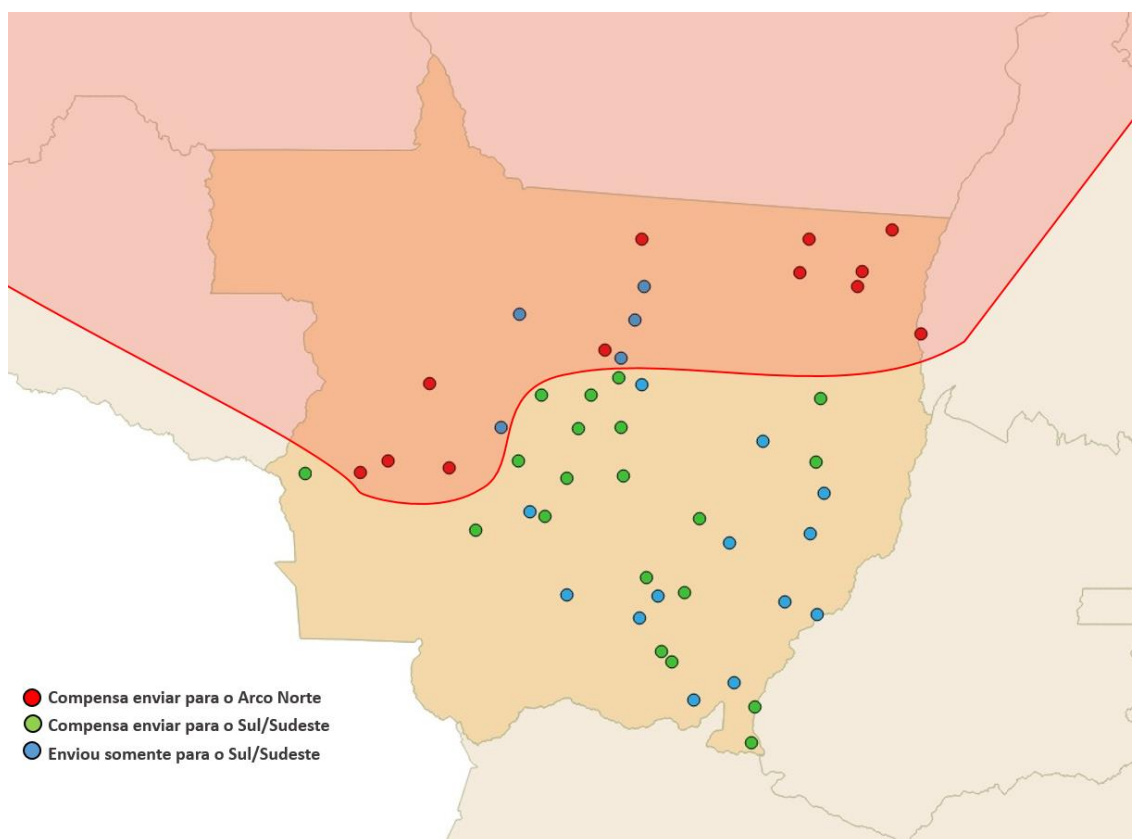 Compensa enviar para o Arco Norte
Compensa enviar para o Sul/Sudeste
Enviou somente para o Sul/Sudeste